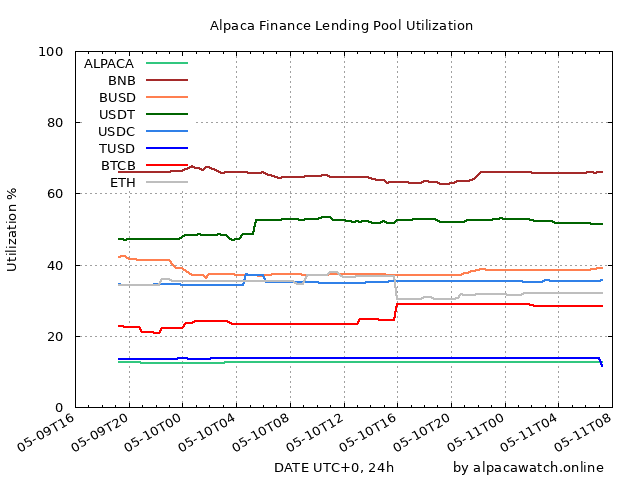 Alpaca Finance Lending Pool Utilization
100
80
60
40
20
0
Utilization %
ALPACA
BNB
BUSD
USDT
USDC
TUSD
BTCB
ETH
05-09T16
05-09T20
05-10T00
05-10T04
05-10T08
05-10T12
05-10T16
05-10T20
05-11T00
05-11T04
05-11T08
DATE UTC+0, 24h
by alpacawatch.online